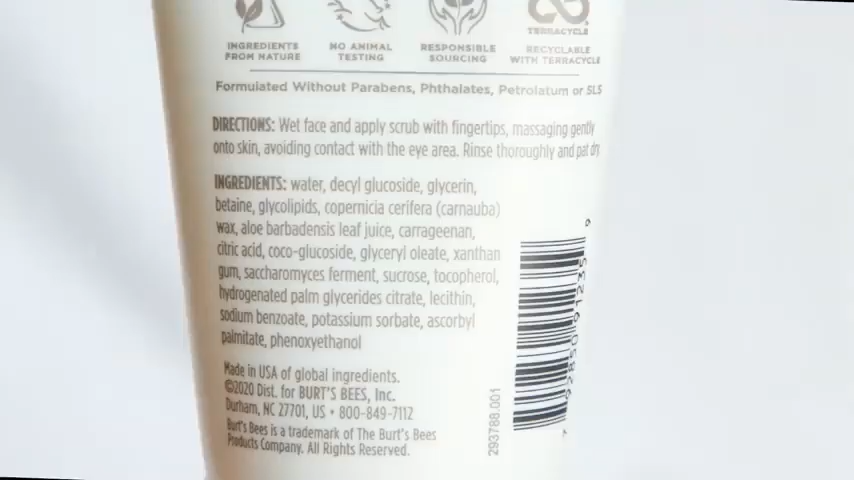 INGREDIENTS
FROM NATURE
NO ANIMAL
TESTING
RESPONSIBLE
SOURCING
TERRACYCLE
RECYCLABLE
WITH TERRACYCLE
Formulated Without Parabens, Phthalates, Petrolatum or SLS
DIRECTIONS: Wet face and apply scrub with fingertips, massaging gently
onto skin, avoiding contact with the eye area. Rinse thoroughly and pat dry
INGREDIENTS: water, decyl glucoside, glycerin,
betaine, glycolipids, copernicia cerifera (carnauba)
wax, aloe barbadensis leaf juice, carrageenan,
citric acid, coco-glucoside, glyceryl oleate, xanthan
gum, saccharomyces ferment, sucrose, tocopherol,
hydrogenated palm glycerides citrate, lecithin,
sodium benzoate, potassium sorbate, ascorbyl
palmitate, phenoxyethanol
Made in USA of global ingredients.
©2020 Dist. for BURT'S BEES, Inc.
Durham, NC 27701, US • 800-849-7112
Burt's Bees is a trademark of The Burt's Bees
Products Company. All Rights Reserved.
293788.001
7 92850 91235 9